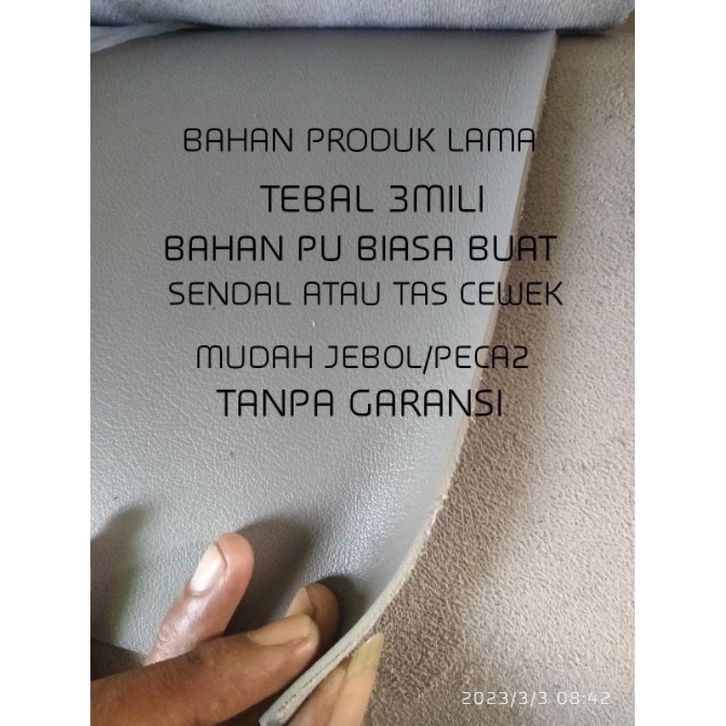 BAHAN PRODUK LAMA
TEBAL 3MILI
BAHAN PU BIASA BUAT
SENDAL ATAU TAS CEWEK
MUDAH JEBOL/PECA2
TANPA GARANSI
2023/3/3 08:42